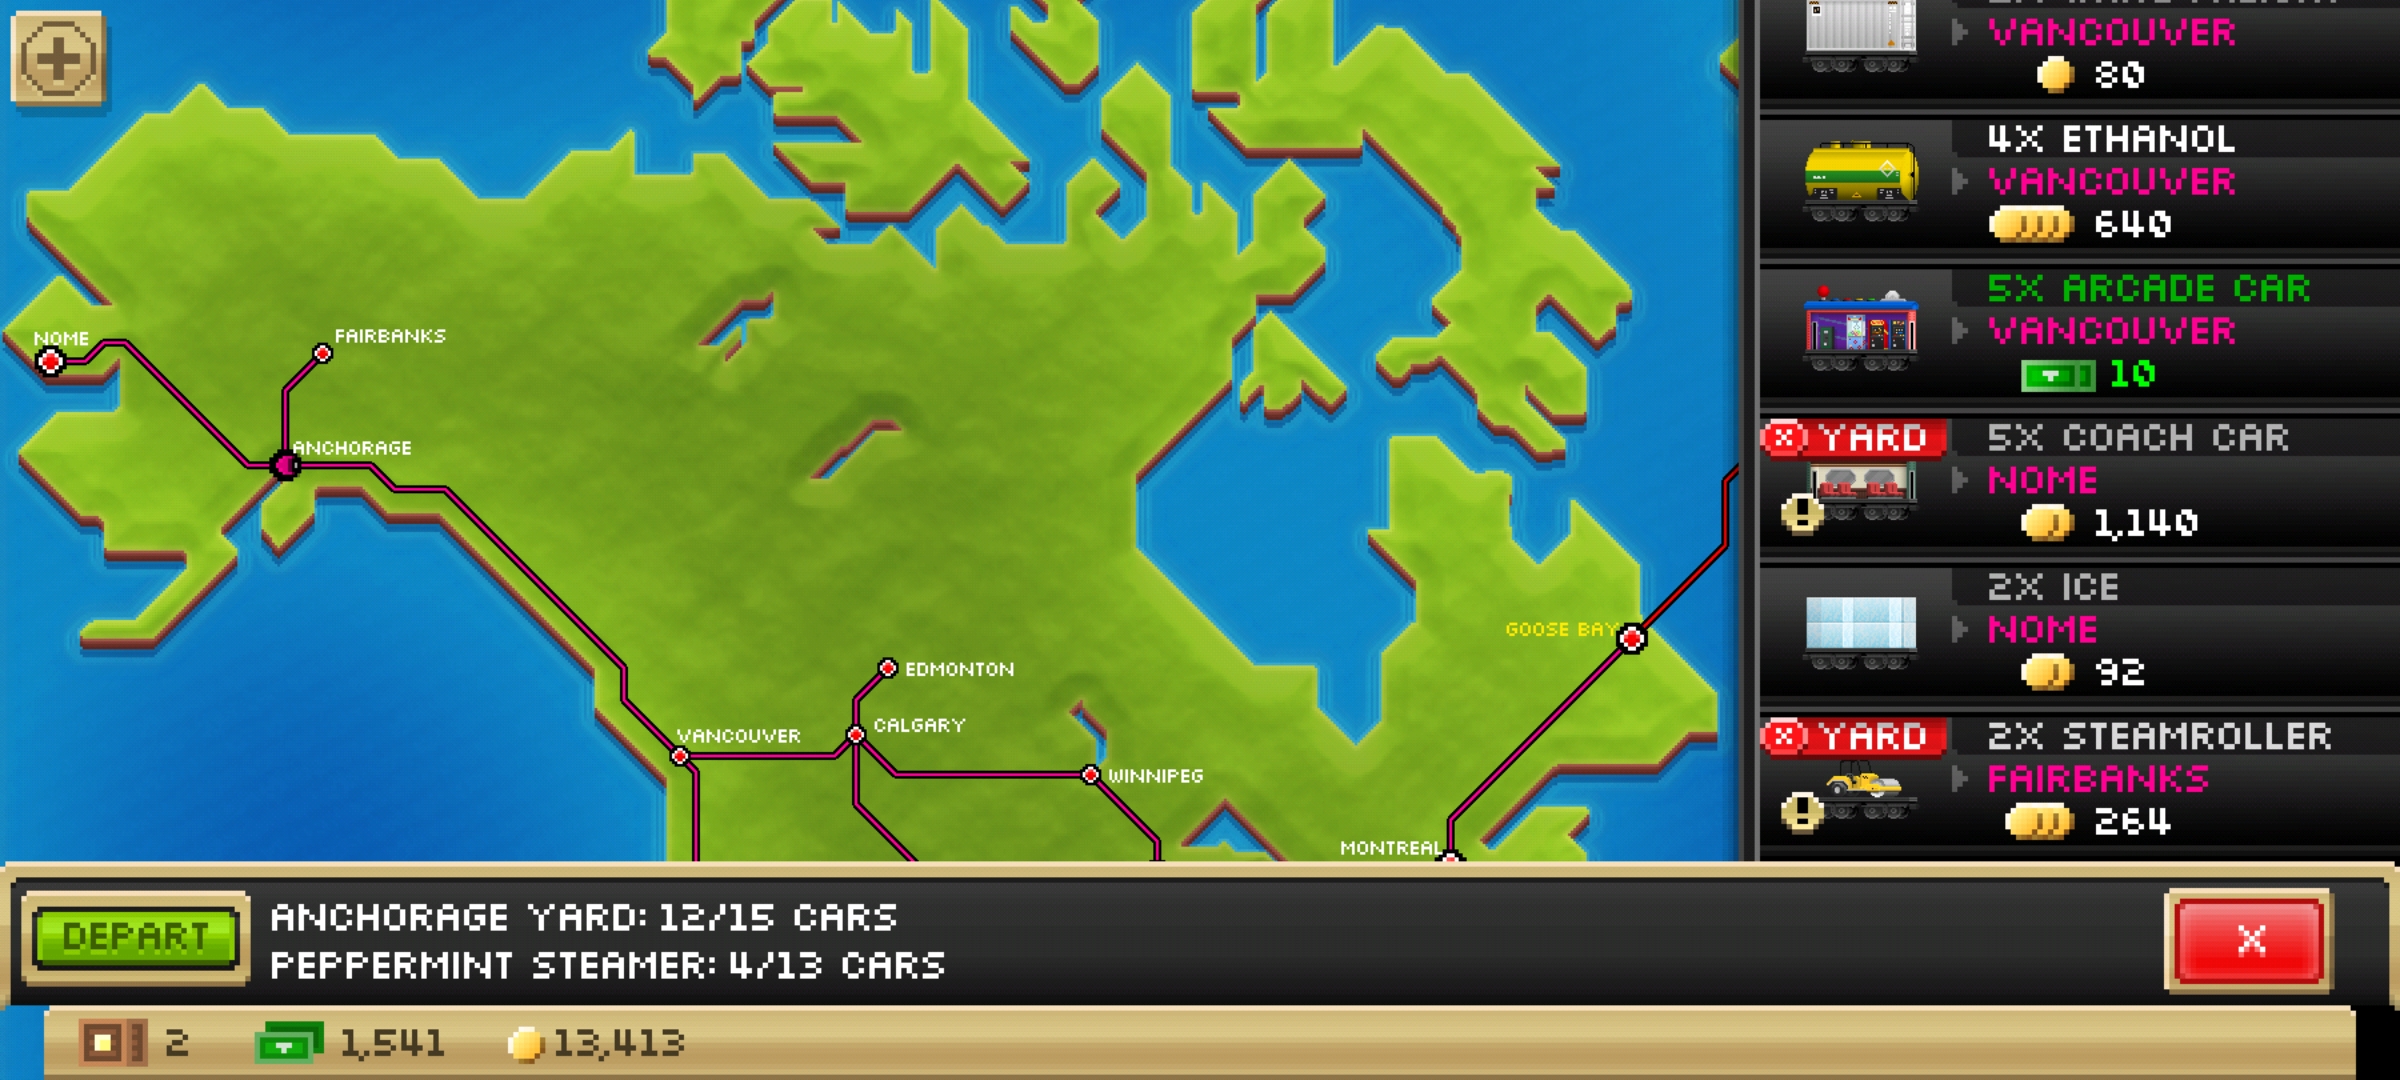 VANCOUVER
80
4X ETHANOL
VANCOUVER
640
5X ARCADE CAR
VANCOUVER
10
YARD
5X COACH CAR
NOME
1,140
2X ICE
NOME
92
YARD
2X STEAMROLLER
FAIRBANKS
264
NOME
FAIRBANKS
ANCHORAGE
GOOSE BAY
EDMONTON
CALGARY
VANCOUVER
WINNIPEG
MONTREAL
DEPART
ANCHORAGE YARD: 12/15 CARS
PEPPERMINT STEAMER: 4/13 CARS
X
2
1,541
13,413